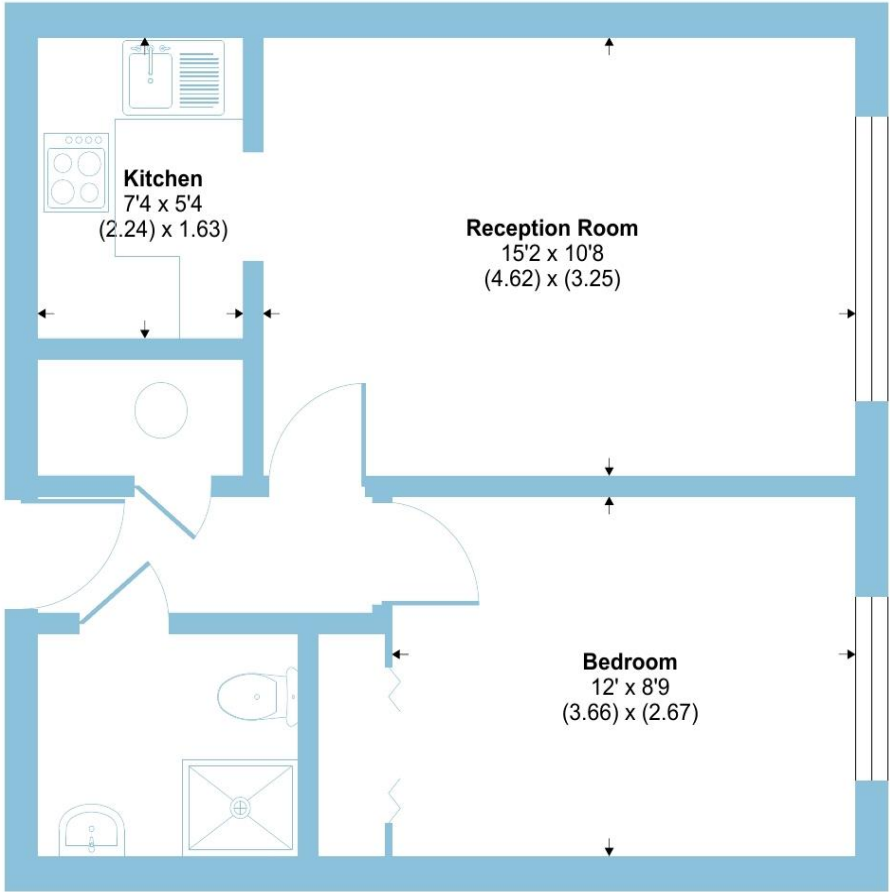 Kitchen
7'4 x 5'4
(2.24) x 1.63)
Reception Room
15'2 x 10'8
(4.62) x (3.25)
Bedroom
12' x 8'9
(3.66) x (2.67)